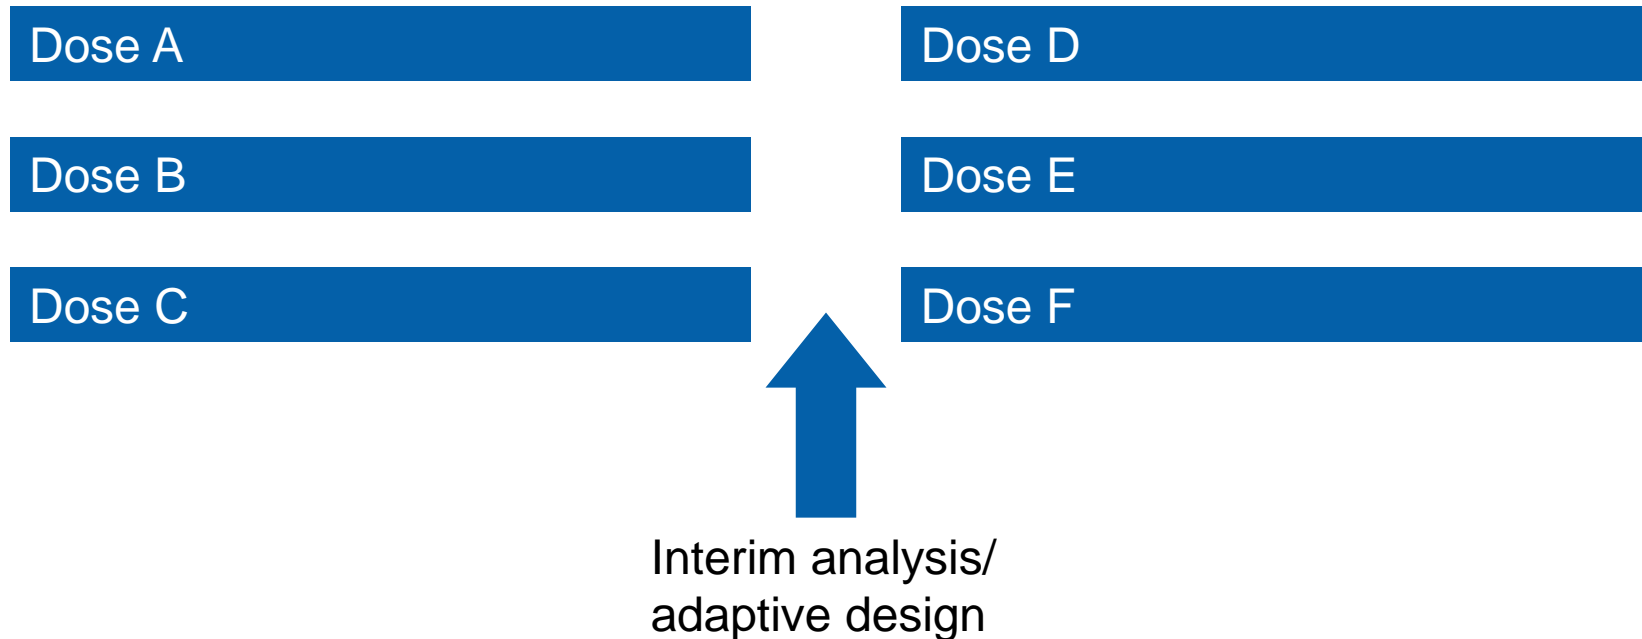 Dose A
Dose D
Dose B
Dose E
Dose C
Dose F
Interim analysis/
adaptive design